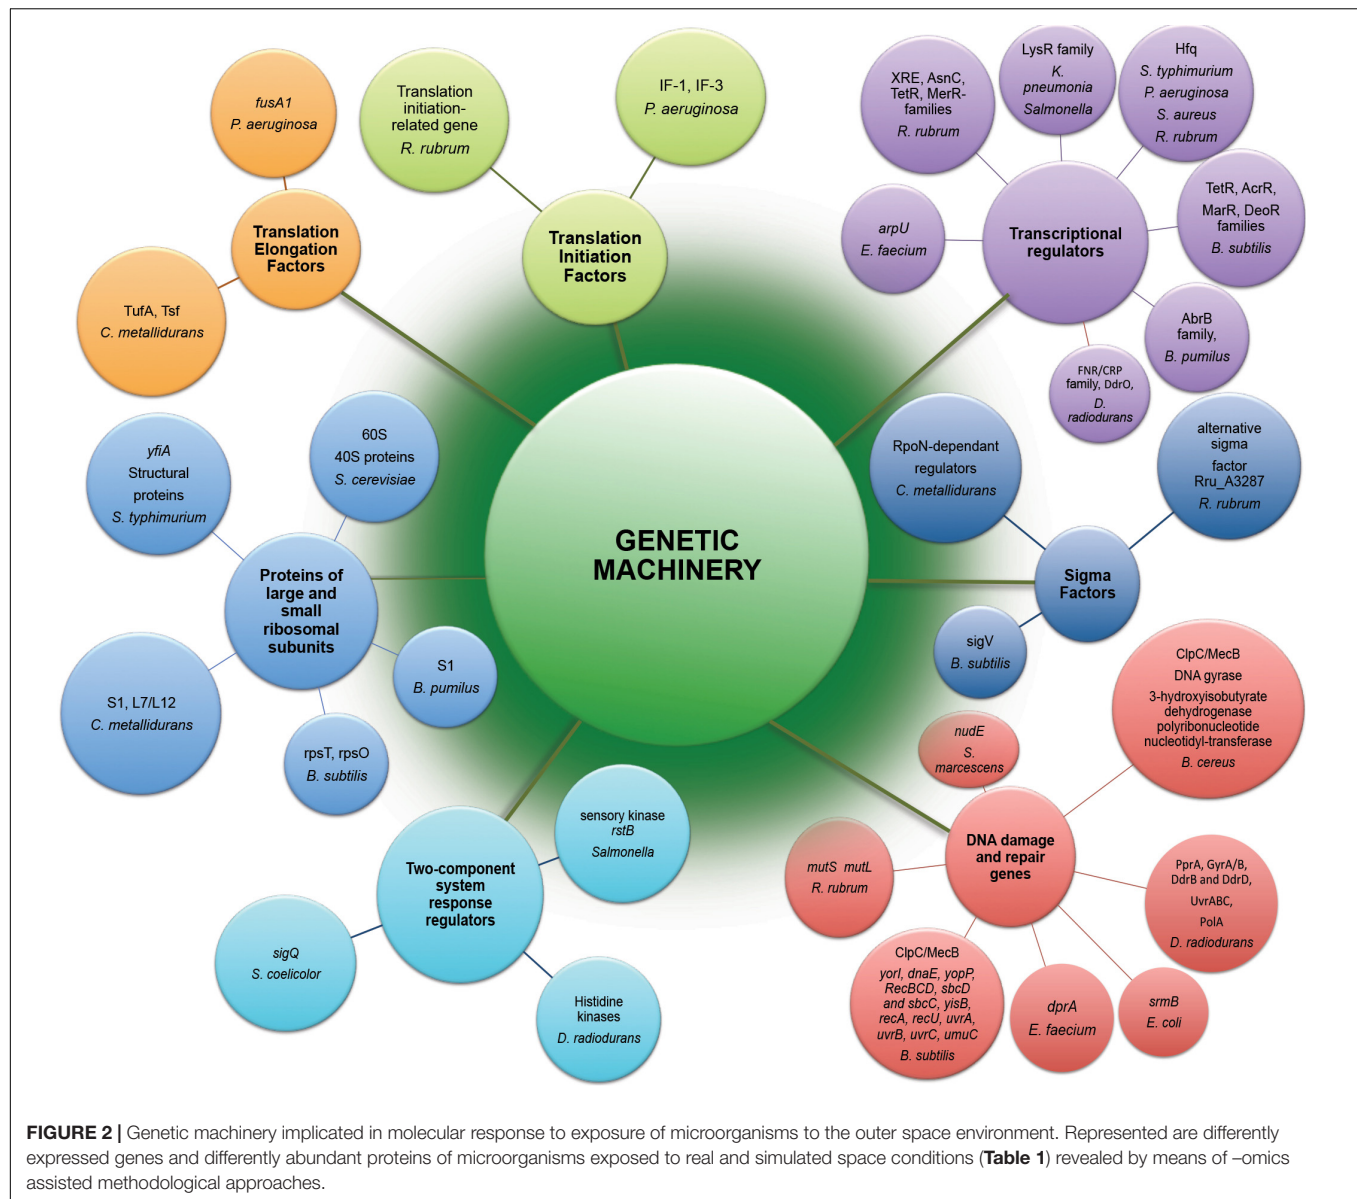 fusA1
P. aeruginosa
Translation
Elongation
Factors
TufA, Tsf
C. metallidurans
Translation
initiation-
related gene
R. rubrum
IF-1, IF-3
P. aeruginosa
Translation
Initiation
Factors
XRE, AsnC,
TetR, MerR-
families
R. rubrum
LysR family
K.
pneumonia
Salmonella
Hfq
S. typhimurium
P. aeruginosa
S. aureus
R. rubrum
arpU
E. faecium
Transcriptional
regulators
TetR, AcrR,
MarR, DeoR
families
B. subtilis
AbrB
family,
B. pumilus
FNR/CRP
family, DdrO,
D.
radiodurans
GENETIC
MACHINERY
RpoN-dependant
regulators
C. metallidurans
alternative
sigma
factor
Rru_A3287
R. rubrum
Sigma
Factors
sigV
B. subtilis
yfiA
Structural
proteins
S. typhimurium
60S
40S proteins
S. cerevisiae
Proteins of
large and
small
ribosomal
subunits
S1, L7/L12
C. metallidurans
rpsT, rpsO
B. subtilis
S1
B. pumilus
Two-component
system
response
regulators
sensory kinase
rstB
Salmonella
sigQ
S. coelicolor
Histidine
kinases
D. radiodurans
nudE
S.
marcescens
ClpC/MecB
DNA gyrase
3-hydroxyisobutyrate
dehydrogenase
polyribonucleotide
nucleotidyl-transferase
B. cereus
DNA damage
and repair
genes
mutS mutL
R. rubrum
PprA, GyrA/B,
DdrB and DdrD,
UvrABC,
PolA
D. radiodurans
ClpC/MecB
yorI, dnaE, yopP,
RecBCD, sbcD
and sbcC, yisB,
recA, recU, uvrA,
uvrB, uvrC, umuC
B. subtilis
dprA
E. faecium
srmB
E. coli
FIGURE 2 | Genetic machinery implicated in molecular response to exposure of microorganisms to the outer space environment. Represented are differently
expressed genes and differently abundant proteins of microorganisms exposed to real and simulated space conditions (Table 1) revealed by means of –omics
assisted methodological approaches.